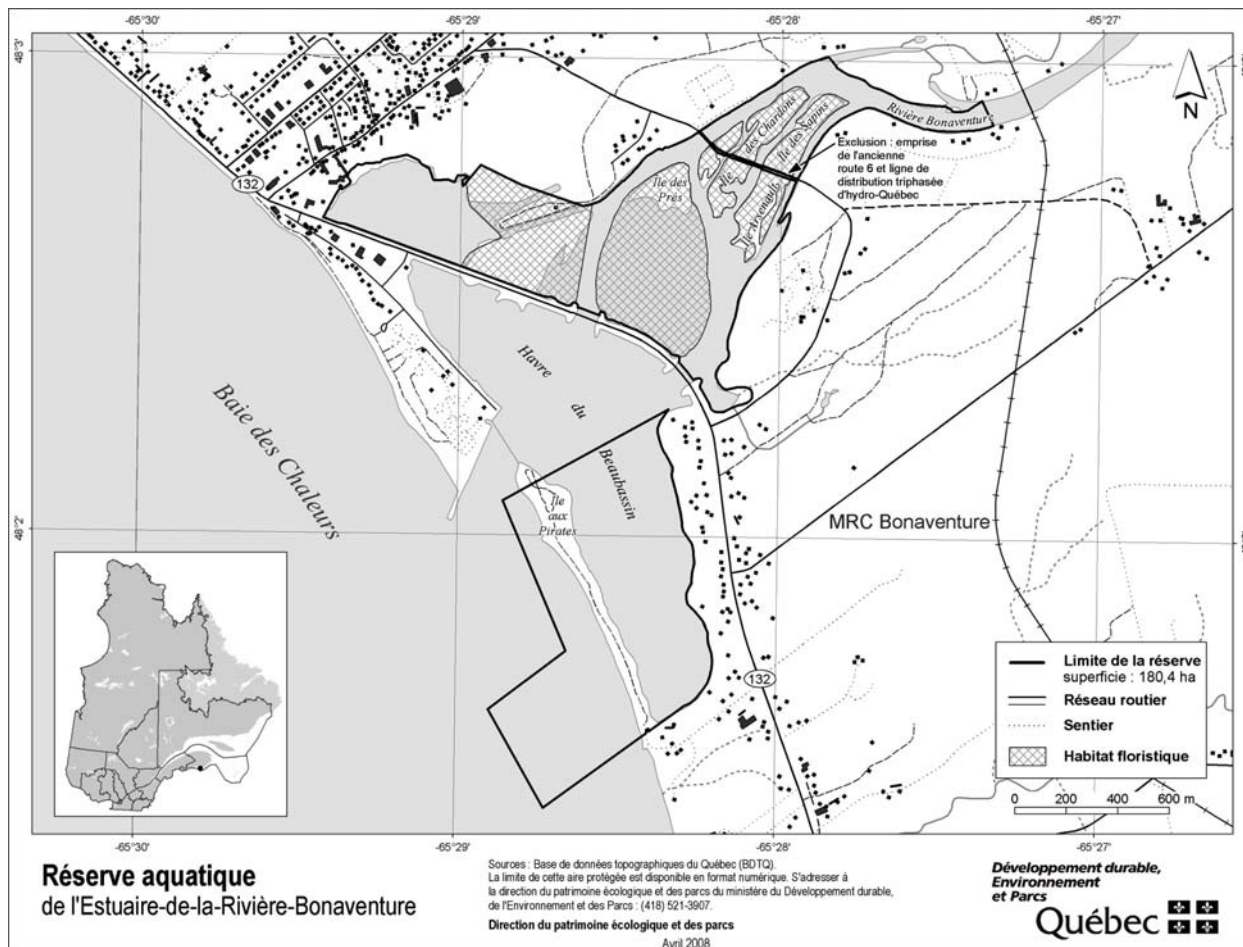 -65°30' -65°29' -65°28' -65°27'
48°3'
Rivière Bonaventure
N
Île des Chardons
Île des Sapins
Exclusion : emprise
de l'ancienne
route 6 et ligne de
distribution triphasée
d'hydro-Québec
132
Île des
Prés
Île Arsenault
Havre du Beaubassin
Baie des Chaleurs
Île
aux
Pirates
48°2'
MRC Bonaventure
132
Limite de la réserve
superficie : 180,4 ha
Réseau routier
Sentier
Habitat floristique
0 200 400 600 m
-65°30' -65°29' -65°28' -65°27'
Réserve aquatique
de l'Estuaire-de-la-Rivière-Bonaventure
Sources : Base de données topographiques du Québec (BDTQ).
La limite de cette aire protégée est disponible en format numérique. S'adresser à
la direction du patrimoine écologique et des parcs du ministère du Développement durable,
de l'Environnement et des Parcs : (418) 521-3907.
Direction du patrimoine écologique et des parcs
Avril 2008
Développement durable,
Environnement
et Parcs
Québec